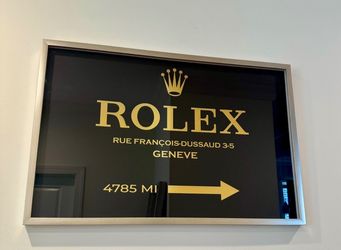 ROLEX
RUE FRANÇOIS-DUSSAUD 3-5
GENEVE
4785 MI